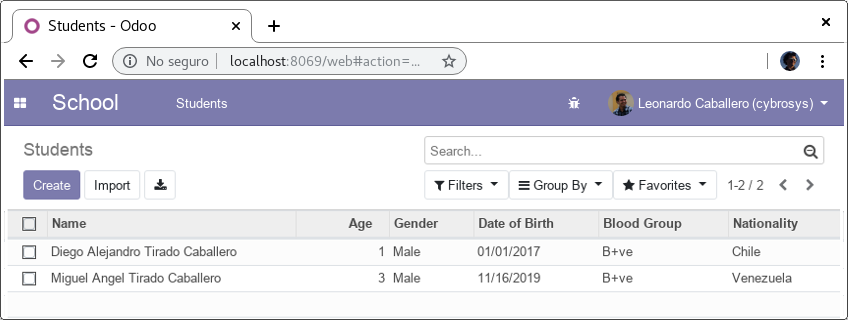 Students - Odoo
No seguro localhost:8069/web#action=...
School Students Leonardo Caballero (cybrosys)
Students Search...
Create Import Filters Group By Favorites 1-2 / 2
Name Age Gender Date of Birth Blood Group Nationality
Diego Alejandro Tirado Caballero 1 Male 01/01/2017 B+ve Chile
Miguel Angel Tirado Caballero 3 Male 11/16/2019 B+ve Venezuela